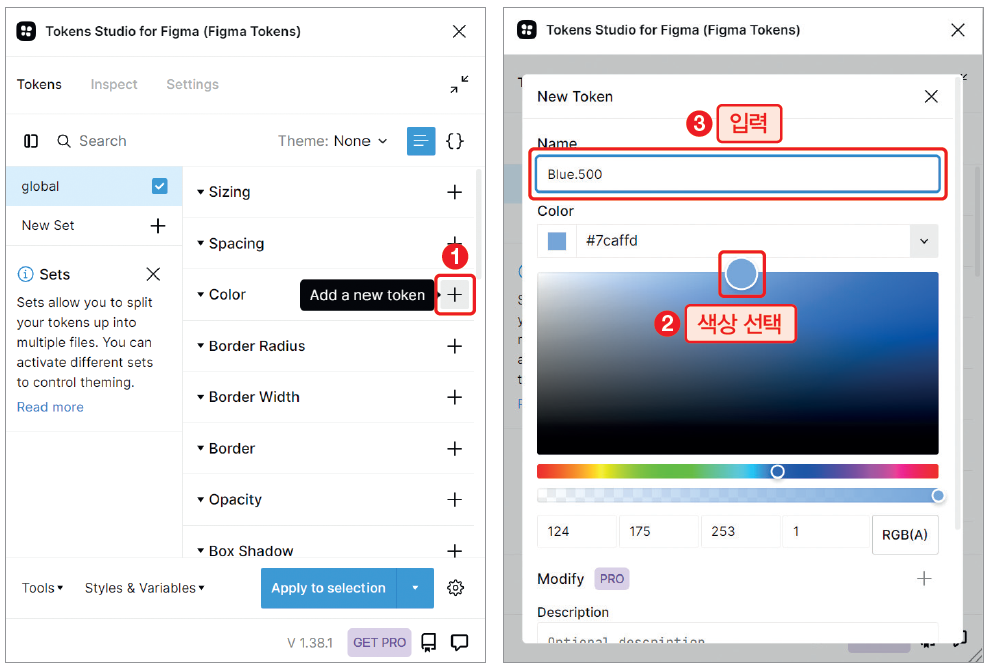 Tokens Studio for Figma (Figma Tokens)
Tokens Inspect Settings
Search Theme: None {}
global
New Set
Sets
Sets allow you to split
your tokens up into
multiple files. You can
activate different sets
to control theming.
Read more
Sizing
Spacing
1
Color
Add a new token
Border Radius
Border Width
Border
Opacity
Box Shadow
Tools Styles & Variables Apply to selection
V 1.38.1 GET PRO
Tokens Studio for Figma (Figma Tokens)
New Token
3 입력
Name
Blue.500
Color
#7caffd
2 색상 선택
124 175 253 1 RGB(A)
Modify PRO
Description
Optional description